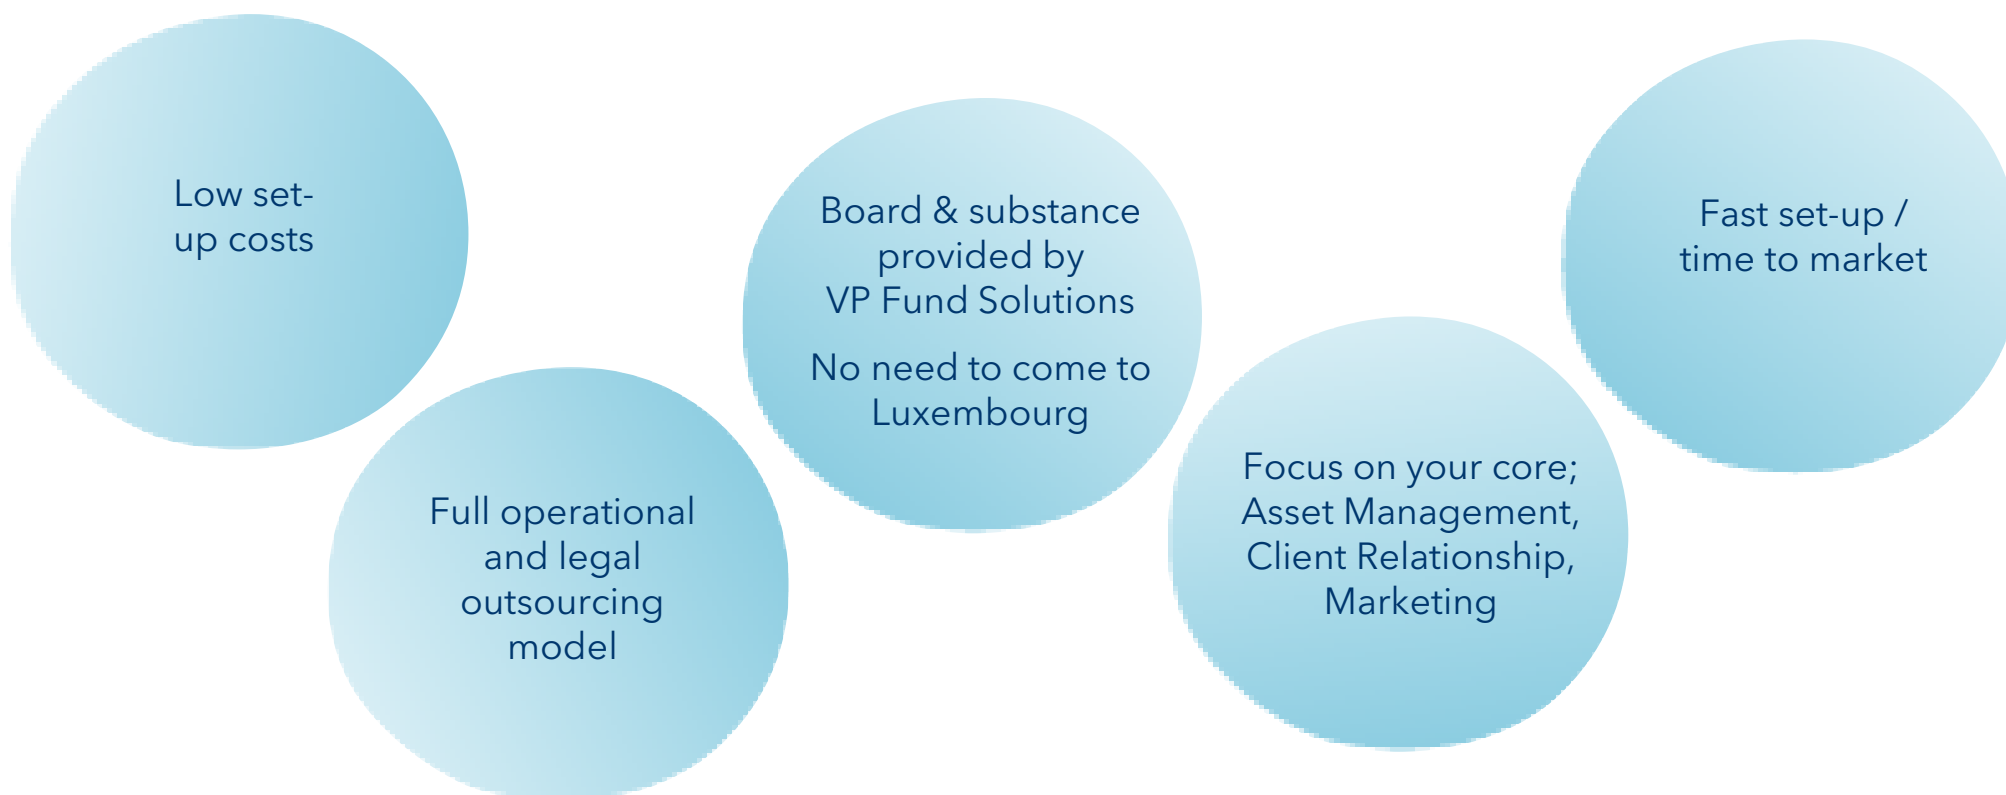 Low set-
up costs
Full operational
and legal
outsourcing
model
Board & substance
provided by
VP Fund Solutions
No need to come to
Luxembourg
Focus on your core;
Asset Management,
Client Relationship,
Marketing
Fast set-up /
time to market